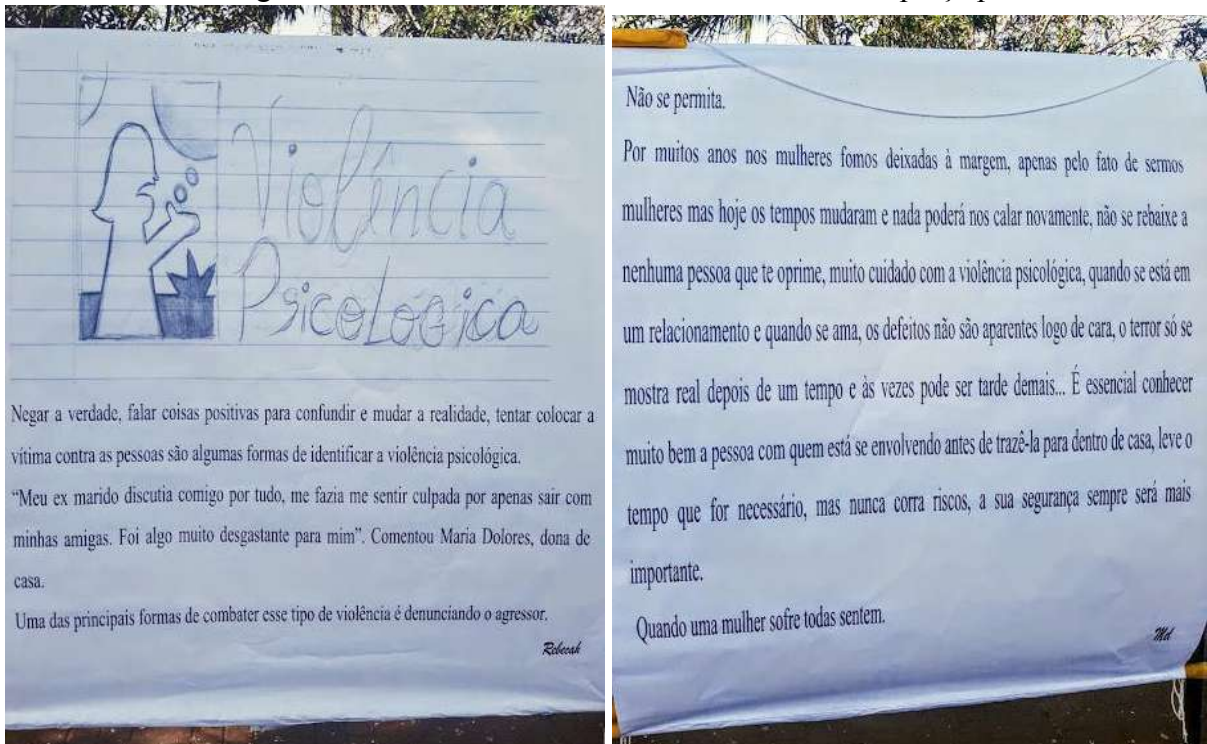 Violência
Psicológica
Negar a verdade, falar coisas positivas para confundir e mudar a realidade, tentar colocar a
vítima contra as pessoas são algumas formas de identificar a violência psicológica.
“Meu ex marido discutia comigo por tudo, me fazia me sentir culpada por apenas sair com
minhas amigas. Foi algo muito desgastante para mim”. Comentou Maria Dolores, dona de
casa.
Uma das principais formas de combater esse tipo de violência é denunciando o agressor.
Rebecah
Não se permita.
Por muitos anos nos mulheres fomos deixadas à margem, apenas pelo fato de sermos
mulheres mas hoje os tempos mudaram e nada poderá nos calar novamente, não se rebaixe a
nenhuma pessoa que te oprime, muito cuidado com a violência psicológica, quando se está em
um relacionamento e quando se ama, os defeitos não são aparentes logo de cara, o terror só se
mostra real depois de um tempo e às vezes pode ser tarde demais... É essencial conhecer
muito bem a pessoa com quem está se envolvendo antes de trazê-la para dentro de casa, leve o
tempo que for necessário, mas nunca corra riscos, a sua segurança sempre será mais
importante.
Quando uma mulher sofre todas sentem.